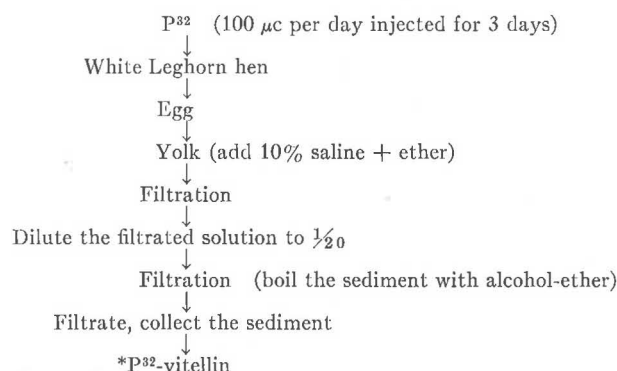 P³² (100 μc per day injected for 3 days)
↓
White Leghorn hen
↓
Egg
↓
Yolk (add 10% saline + ether)
↓
Filtration
↓
Dilute the filtrated solution to 1/20
↓
Filtration (boil the sediment with alcohol-ether)
↓
Filtrate, collect the sediment
↓
*P³²-vitellin